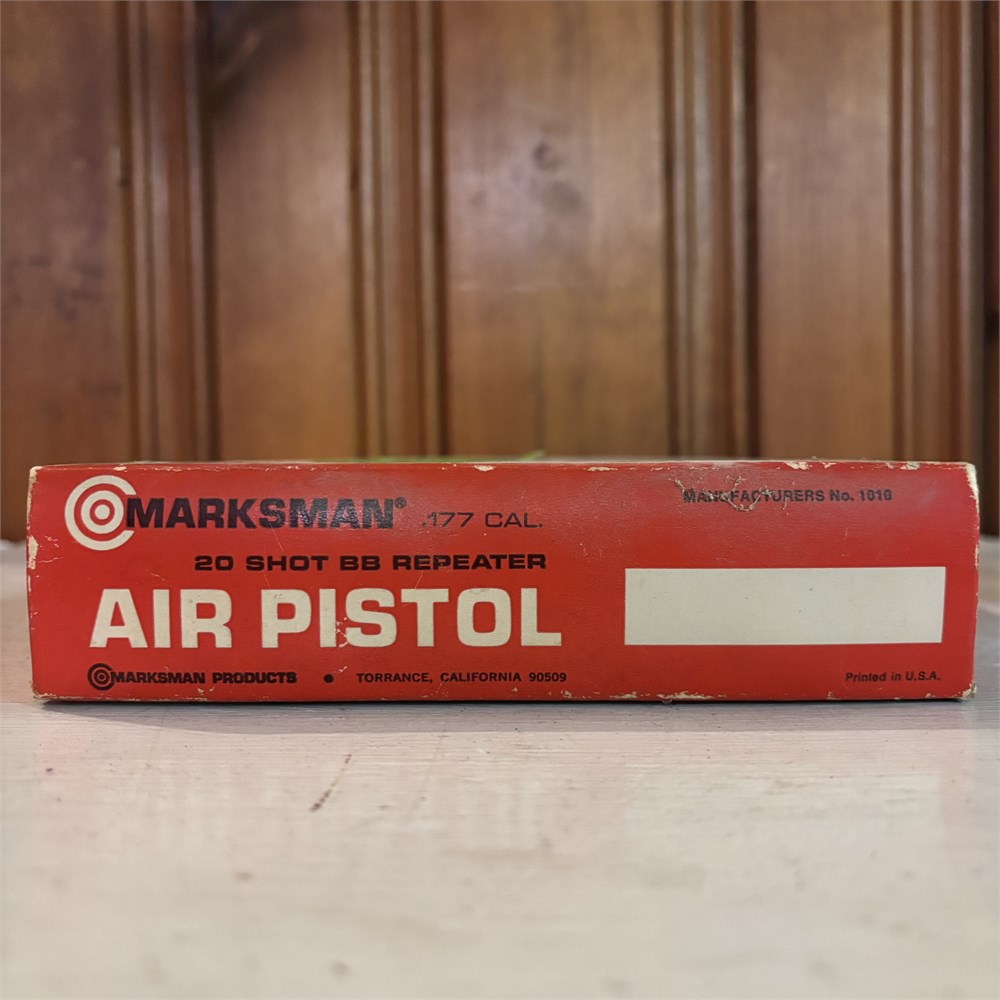 MARKSMAN® .177 CAL.
MANUFACTURERS No. 1010
20 SHOT BB REPEATER
AIR PISTOL
MARKSMAN PRODUCTS • TORRANCE, CALIFORNIA 90509
Printed in U.S.A.